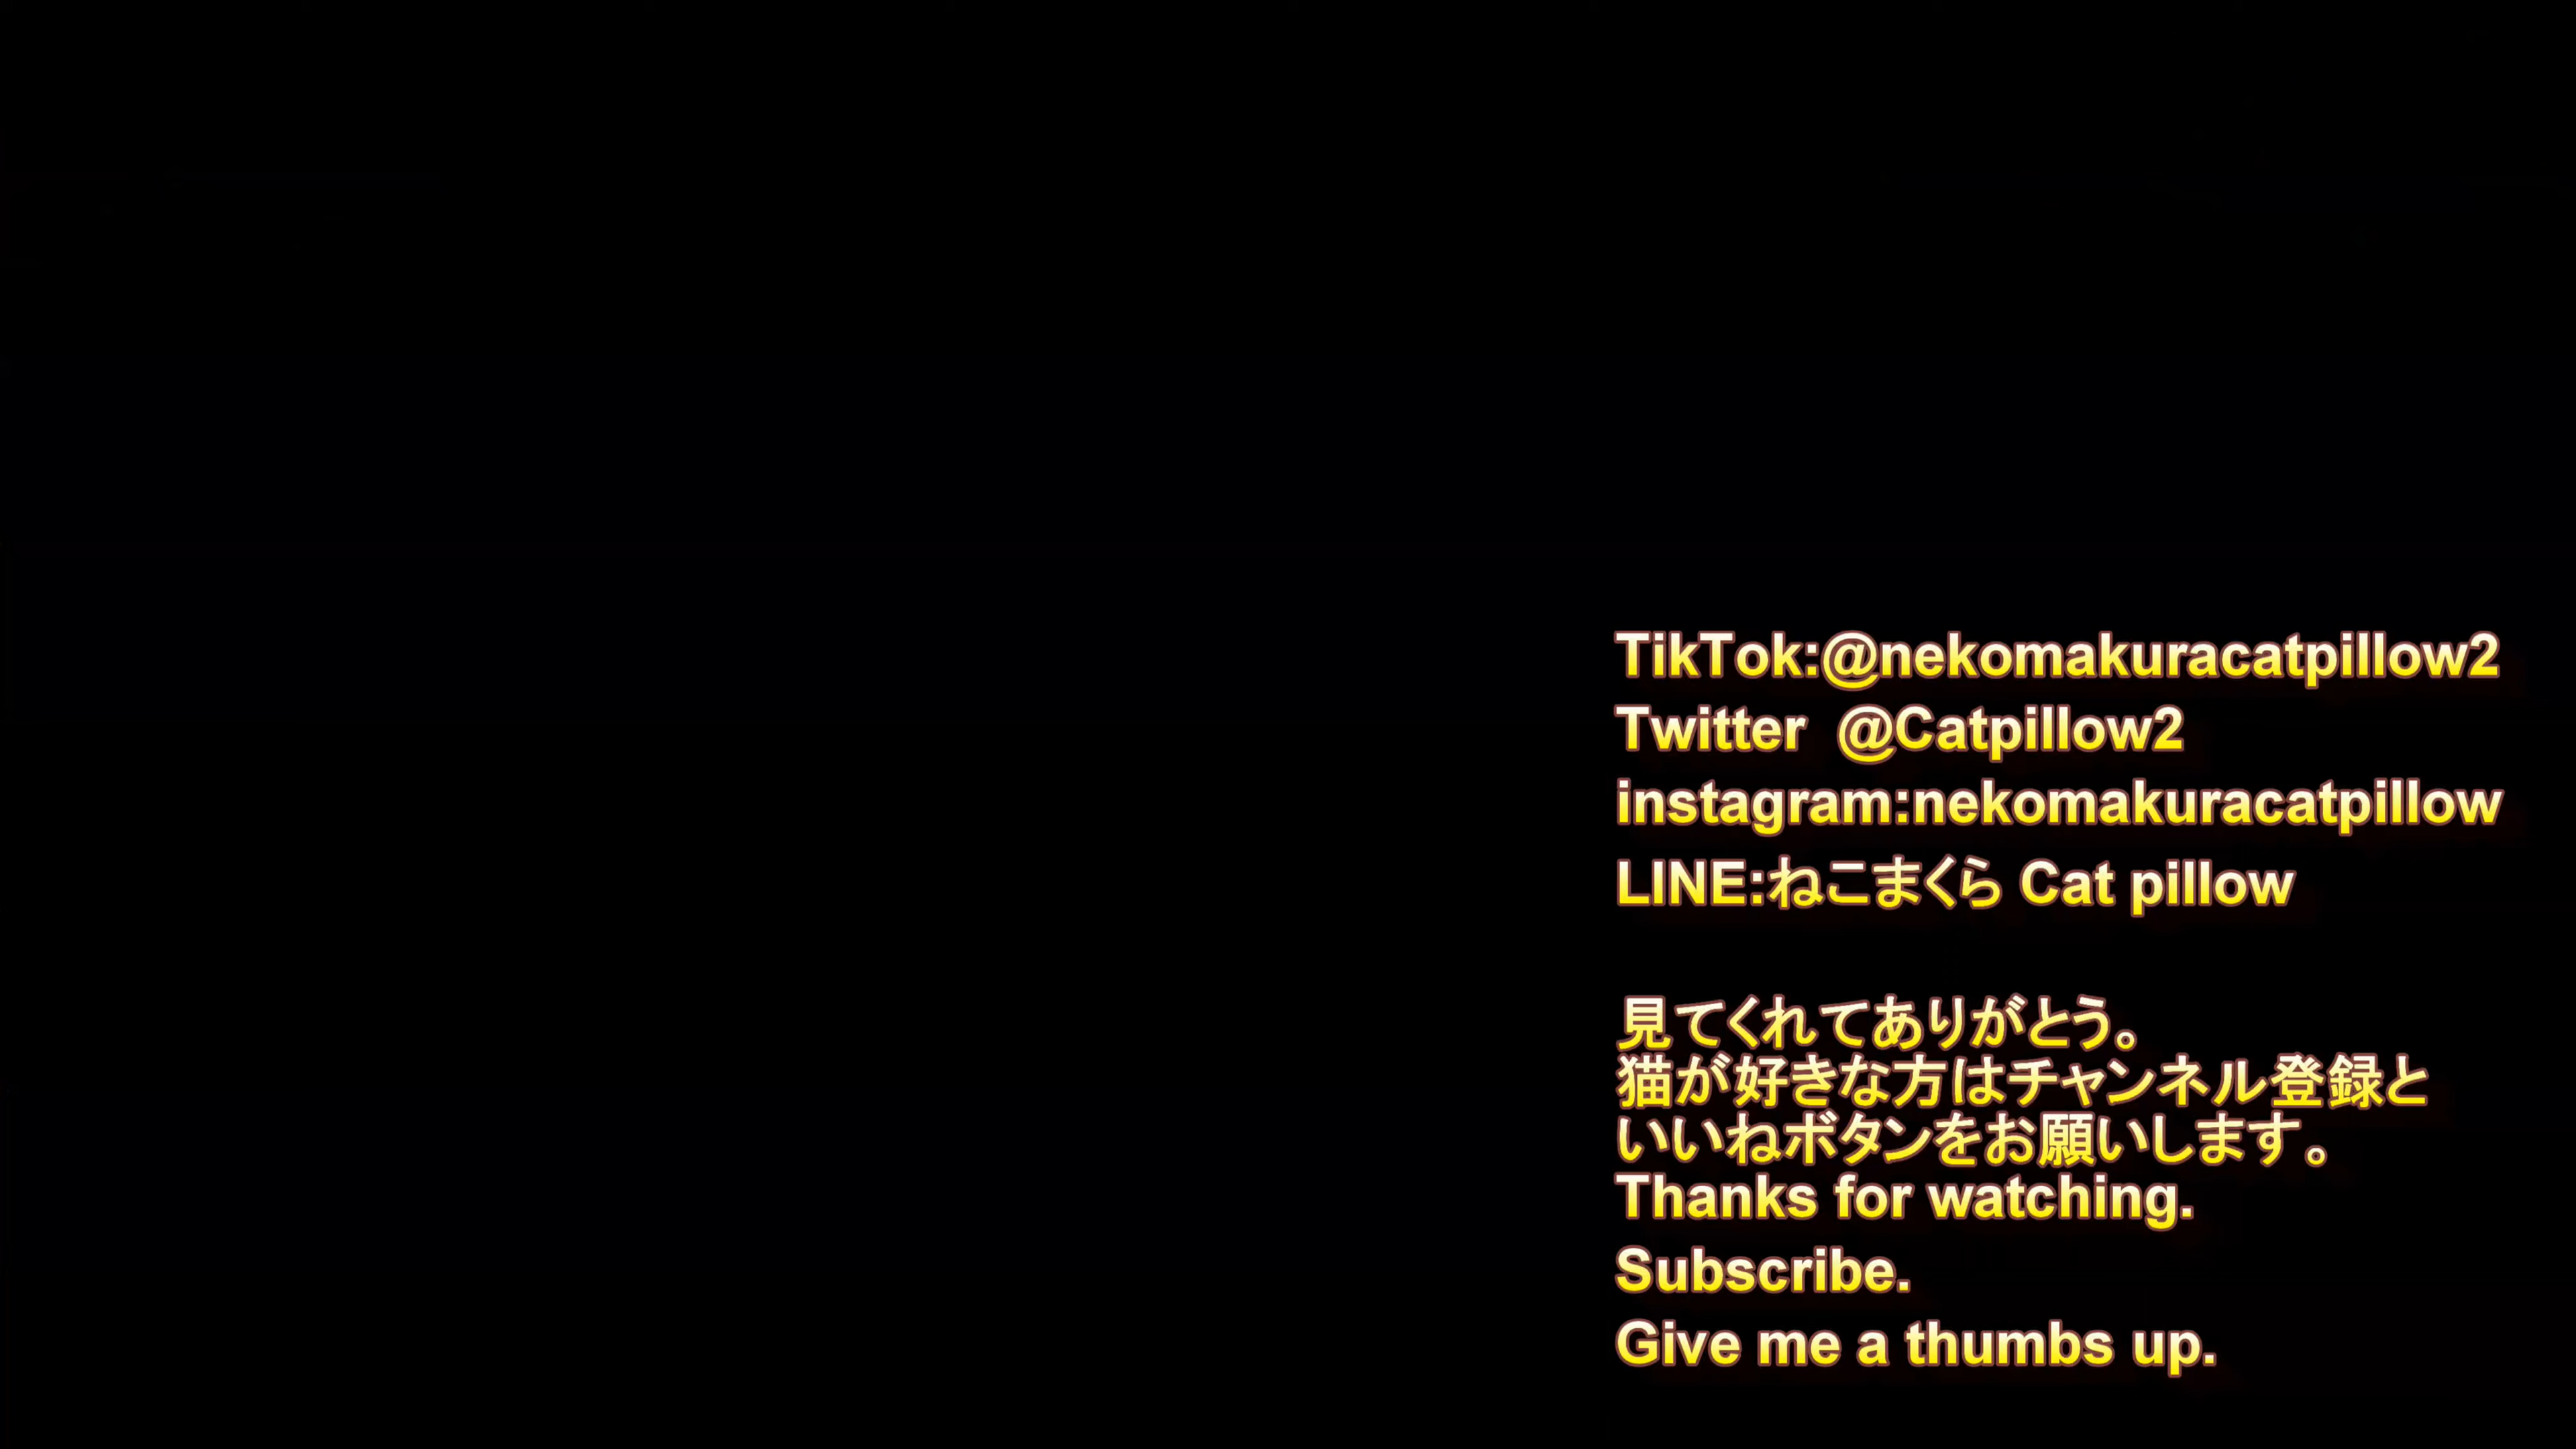 TikTok:@nekomakuracatpillow2
Twitter  @Catpillow2
instagram:nekomakuracatpillow
LINE:ねこまくら Cat pillow
見てくれてありがとう。
猫が好きな方はチャンネル登録と
いいねボタンをお願いします。
Thanks for watching.
Subscribe.
Give me a thumbs up.